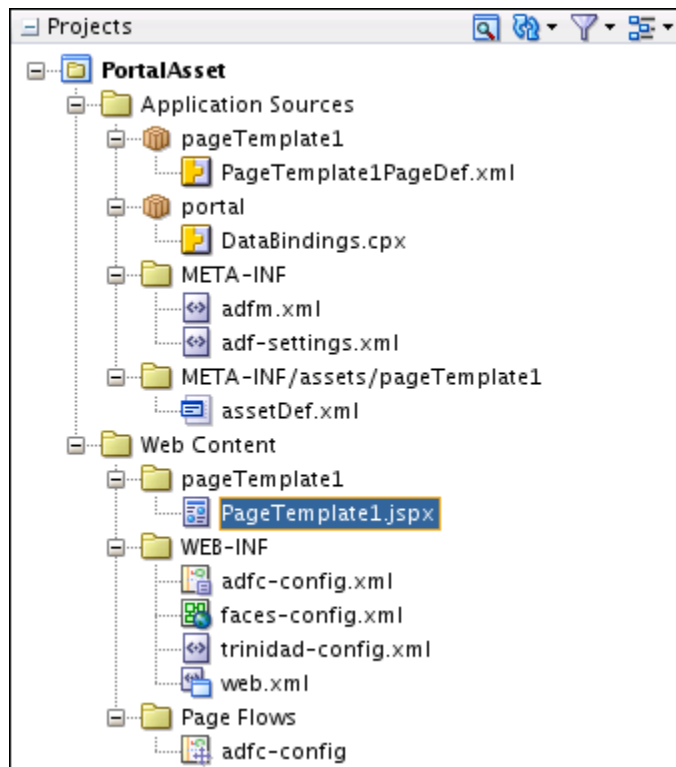 Projects
PortalAsset
Application Sources
pageTemplate1
PageTemplate1PageDef.xml
portal
DataBindings.cpx
META-INF
adfm.xml
adf-settings.xml
META-INF/assets/pageTemplate1
assetDef.xml
Web Content
pageTemplate1
PageTemplate1.jspx
WEB-INF
adfc-config.xml
faces-config.xml
trinidad-config.xml
web.xml
Page Flows
adfc-config